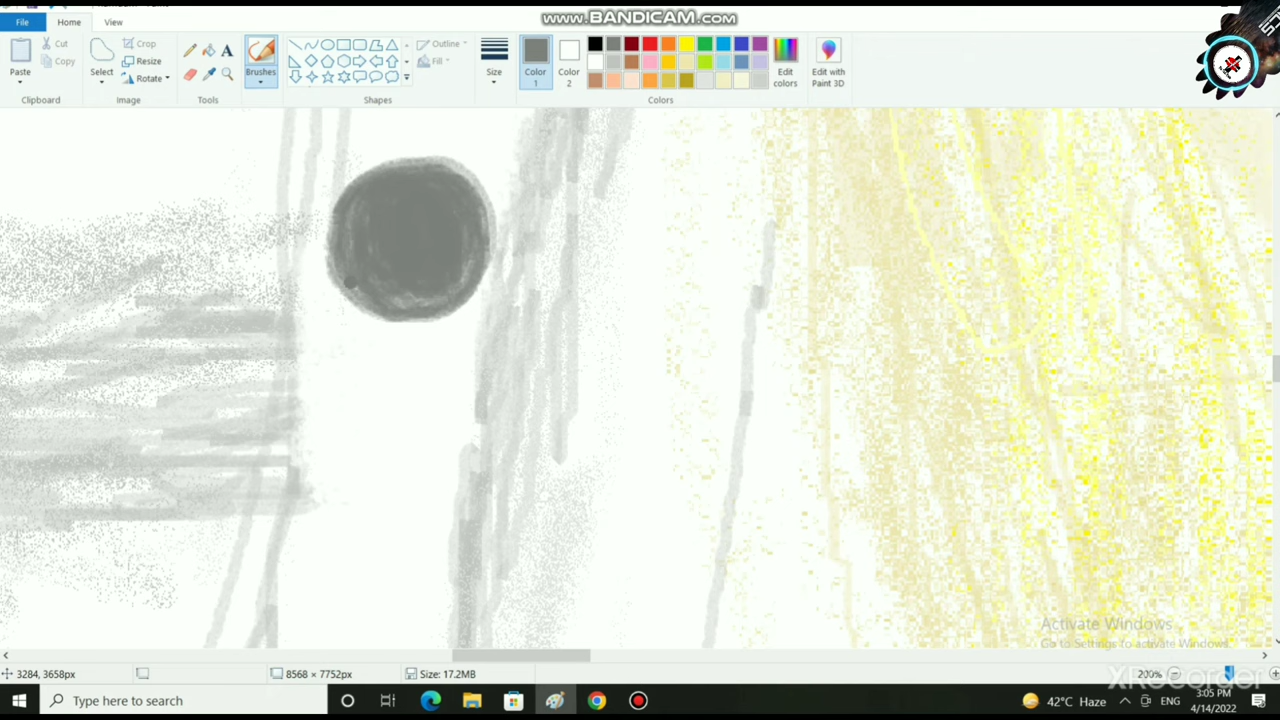 www.BANDICAM.com
File
Home
View
Paste
Cut
Copy
Clipboard
Select
Crop
Resize
Rotate
Image
A
Tools
Brushes
Outline
Fill
Shapes
Size
Color 1
Color 2
Edit colors
Colors
Edit with Paint 3D
Activate Windows
Go to Settings to activate Windows.
XRecorder
3284, 3658px
8568 × 7752px
Size: 17.2MB
200%
Type here to search
42°C Haze
ENG
3:05 PM
4/14/2022